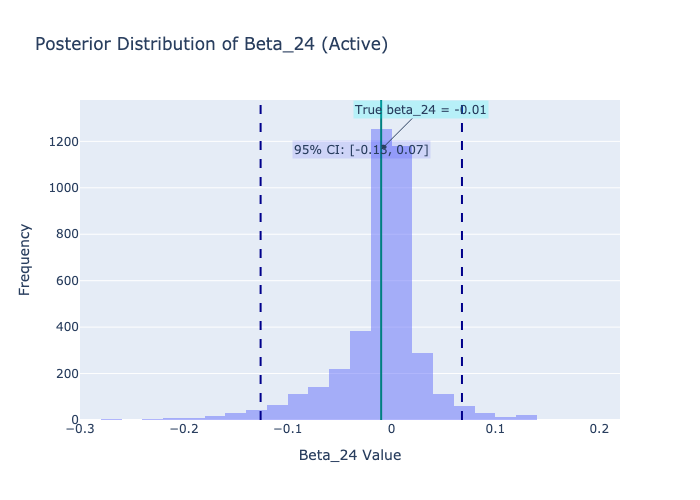 Posterior Distribution of Beta_24 (Active)
True beta_24 = -0.01
95% CI: [-0.13, 0.07]
1200
1000
800
600
400
200
0
Frequency
−0.3
−0.2
−0.1
0
0.1
0.2
Beta_24 Value